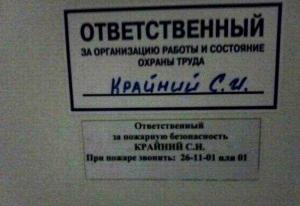 ОТВЕТСТВЕННЫЙ
ЗА ОРГАНИЗАЦИЮ РАБОТЫ И СОСТОЯНИЕ
ОХРАНЫ ТРУДА
КРАЙНИЙ С.И.
Ответственный
за пожарную безопасность
КРАЙНИЙ С.И.
При пожаре звонить: 26-11-01 или 01